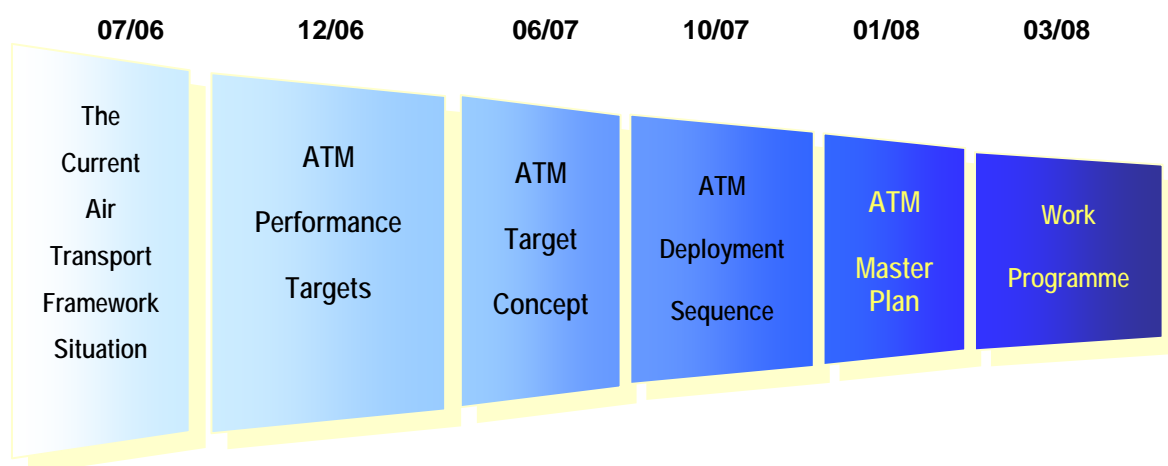 07/06 12/06 06/07 10/07 01/08 03/08
The
Current
Air
Transport
Framework
Situation
ATM
Performance
Targets
ATM
Target
Concept
ATM
Deployment
Sequence
ATM
Master
Plan
Work
Programme